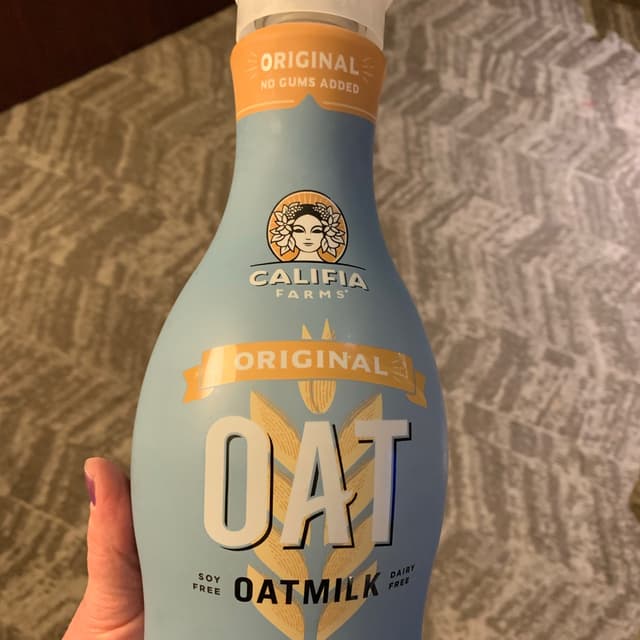 ORIGINAL
NO GUMS ADDED
CALIFIA
FARMS
ORIGINAL
OAT
SOY FREE
OATMILK
DAIRY FREE